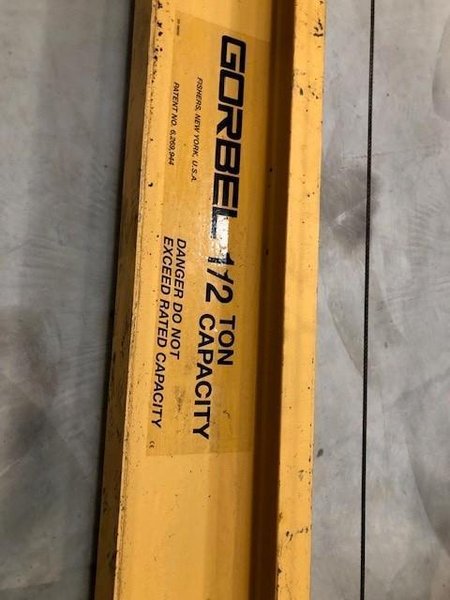 GORBEL 1/2 TON
CAPACITY
FISHERS, NEW YORK, U.S.A.
PATENT NO. 6,269,944
DANGER DO NOT
EXCEED RATED CAPACITY
CE